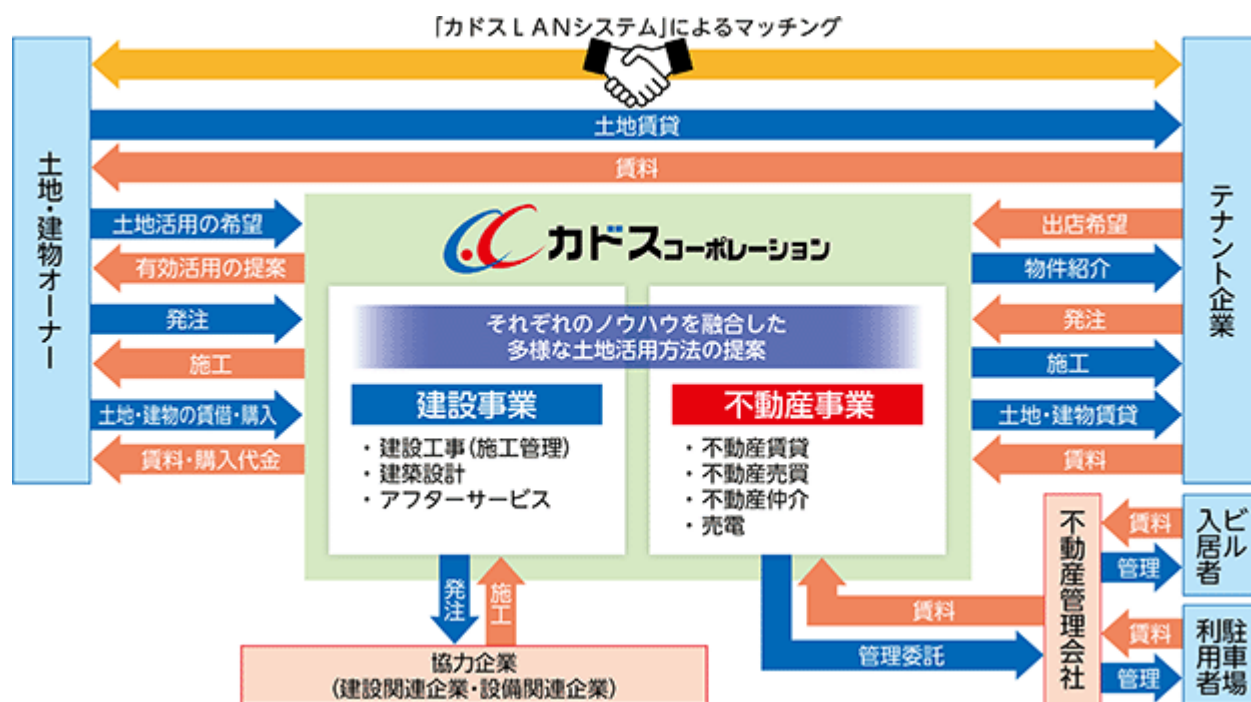 「カドスＬＡＮシステム」によるマッチング
土地賃貸
賃料
土地・建物オーナー
テナント企業
土地活用の希望
有効活用の提案
発注
施工
土地・建物の賃借・購入
賃料・購入代金
カドスコーポレーション
それぞれのノウハウを融合した
多様な土地活用方法の提案
建設事業
・建設工事(施工管理)
・建築設計
・アフターサービス
不動産事業
・不動産賃貸
・不動産売買
・不動産仲介
・売電
出店希望
物件紹介
発注
施工
土地・建物賃貸
賃料
発注
施工
協力企業
(建設関連企業・設備関連企業)
賃料
管理委託
不動産管理会社
賃料
管理
ビル
入居者
賃料
管理
駐車場
利用者